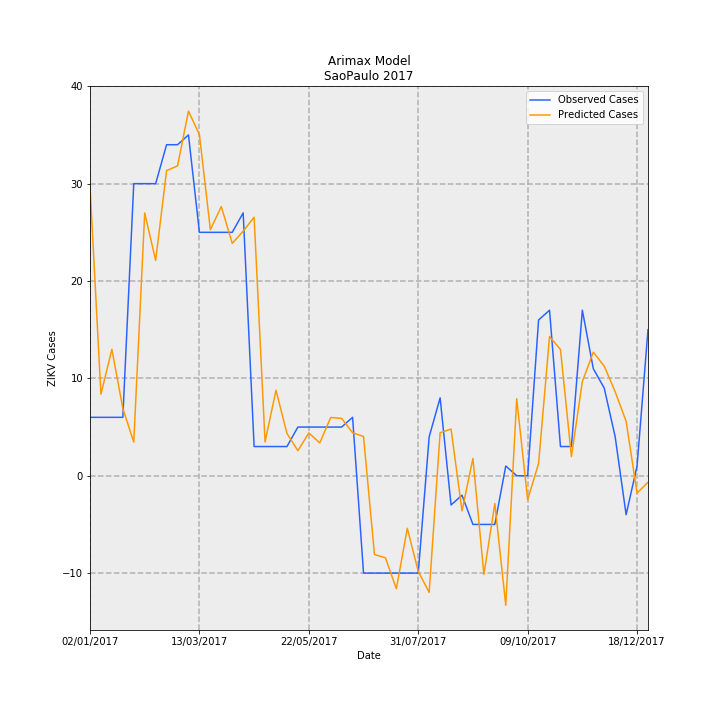 Arimax Model
SaoPaulo 2017
Observed Cases
Predicted Cases
ZIKV Cases
40
30
20
10
0
−10
02/01/2017 13/03/2017 22/05/2017 31/07/2017 09/10/2017 18/12/2017
Date